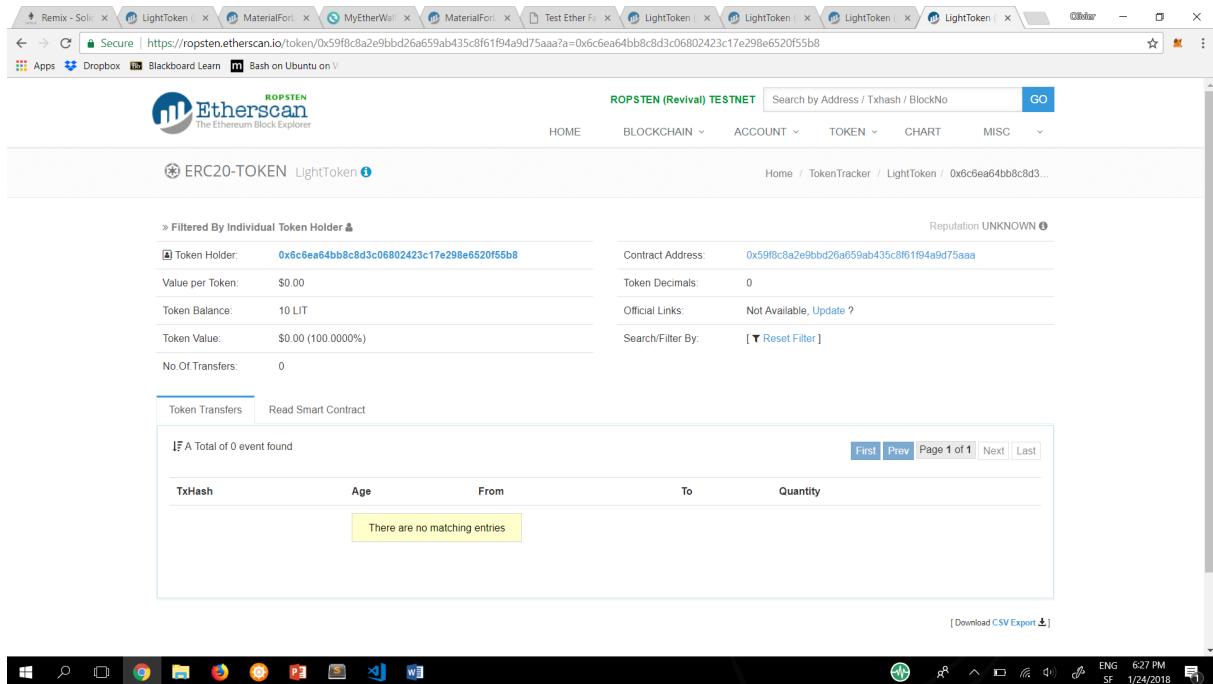 Remix - Solic
LightToken (
MaterialForL
MyEtherWall
MaterialForL
Test Ether Fa
LightToken (
LightToken (
LightToken (
LightToken (
Olivier
Secure https://ropsten.etherscan.io/token/0x59f8c8a2e9bbd26a659ab435c8f61f94a9d75aaa?a=0x6c6ea64bb8c8d3c06802423c17e298e6520f55b8
Apps Dropbox Bb Blackboard Learn m Bash on Ubuntu on W
ROPSTEN
Etherscan
The Ethereum Block Explorer
ROPSTEN (Revival) TESTNET Search by Address / Txhash / BlockNo GO
HOME BLOCKCHAIN ACCOUNT TOKEN CHART MISC
ERC20-TOKEN LightToken
Home / TokenTracker / LightToken / 0x6c6ea64bb8c8d3...
» Filtered By Individual Token Holder
Reputation UNKNOWN
Token Holder: 0x6c6ea64bb8c8d3c06802423c17e298e6520f55b8
Contract Address: 0x59f8c8a2e9bbd26a659ab435c8f61f94a9d75aaa
Value per Token: $0.00
Token Decimals: 0
Token Balance: 10 LIT
Official Links: Not Available, Update ?
Token Value: $0.00 (100.0000%)
Search/Filter By: [ Reset Filter ]
No.Of.Transfers: 0
Token Transfers Read Smart Contract
A Total of 0 event found
First Prev Page 1 of 1 Next Last
TxHash Age From To Quantity
There are no matching entries
[ Download CSV Export ]
ENG 6:27 PM
SF 1/24/2018